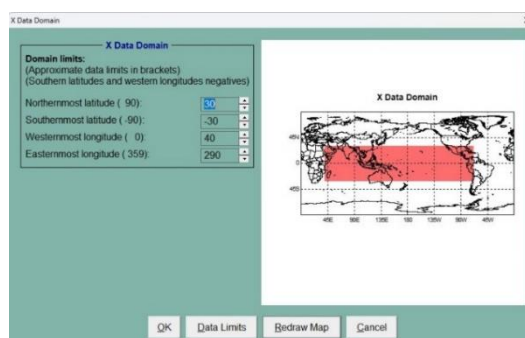 X Data Domain
X Data Domain
Domain limits:
(Approximate data limits in brackets)
(Southern latitudes and western longitudes negatives)
Northernmost latitude ( 90): 30
Southernmost latitude (-90): -30
Westernmost longitude ( 0): 40
Easternmost longitude ( 359): 290
X Data Domain
45N
0
45S
45E 90E 135E 180 135W 90W 45W
OK Data Limits Redraw Map Cancel